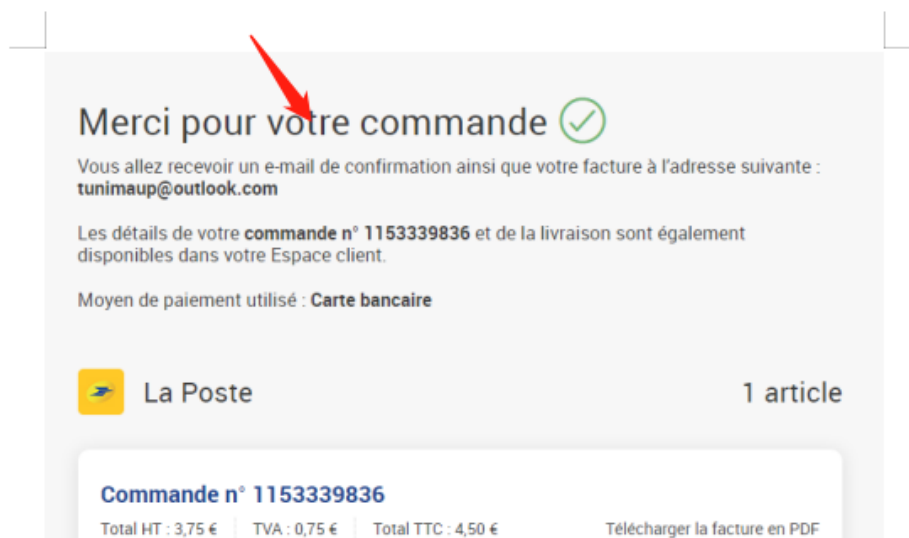 Merci pour votre commande
Vous allez recevoir un e-mail de confirmation ainsi que votre facture à l'adresse suivante :
tunimaup@outlook.com
Les détails de votre commande n° 1153339836 et de la livraison sont également
disponibles dans votre Espace client.
Moyen de paiement utilisé : Carte bancaire
La Poste 1 article
Commande n° 1153339836
Total HT : 3,75 € TVA : 0,75 € Total TTC : 4,50 € Télécharger la facture en PDF